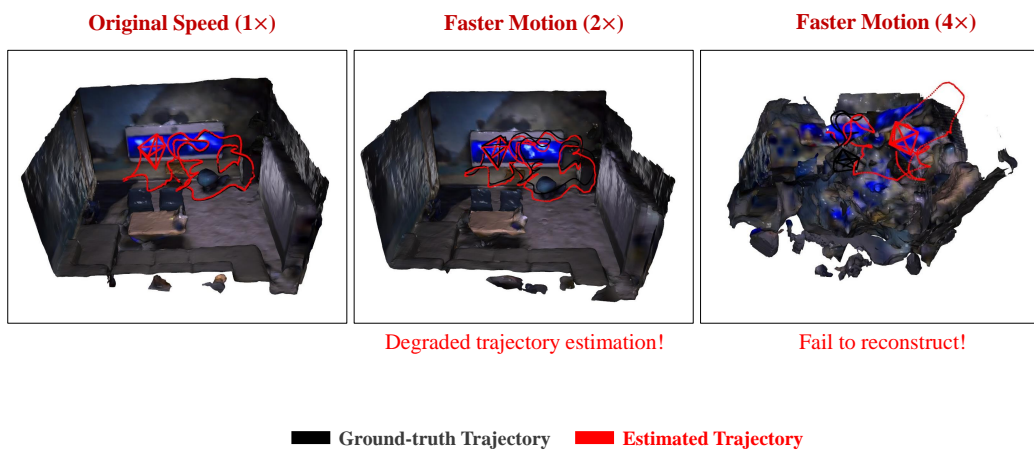 Original Speed (1×)
Faster Motion (2×)
Faster Motion (4×)
Degraded trajectory estimation!
Fail to reconstruct!
Ground-truth Trajectory
Estimated Trajectory